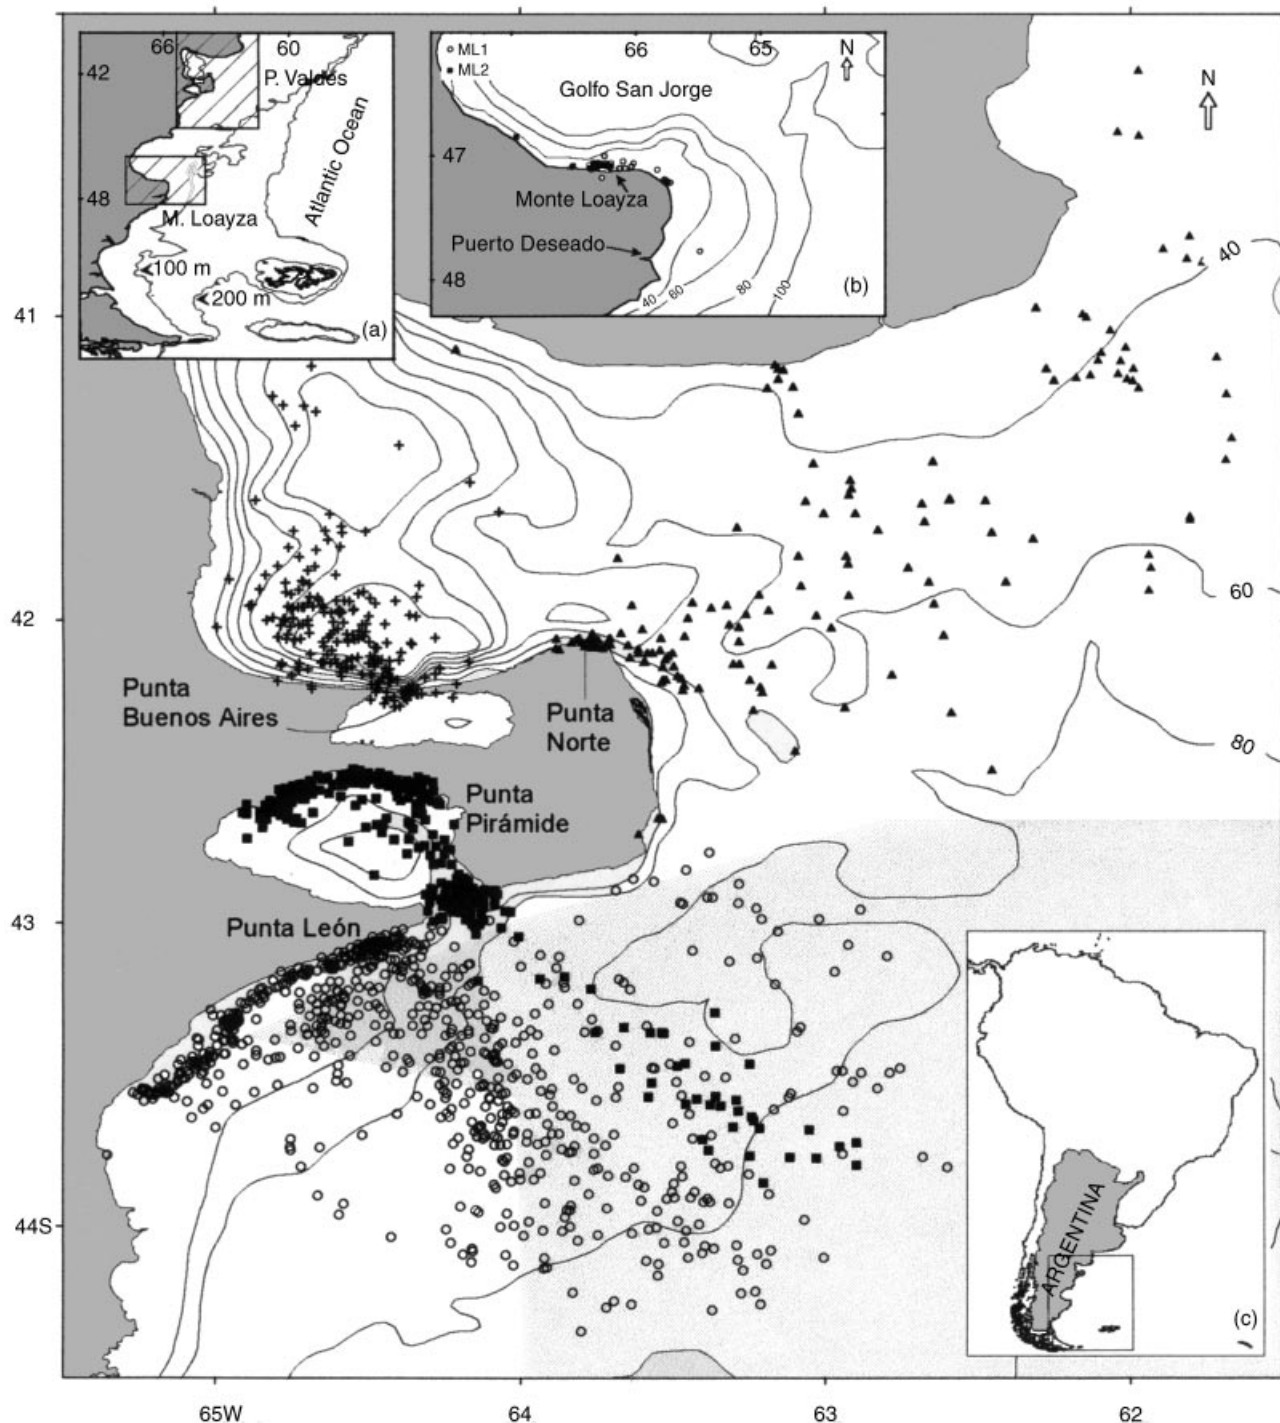 66
60
42
P. Valdés
Atlantic Ocean
48
M. Loayza
100 m
200 m
(a)
ML1
ML2
66
65
N
Golfo San Jorge
47
Monte Loayza
Puerto Deseado
48
40
60
80
100
(b)
N
40
41
60
42
Punta
Buenos Aires
Punta
Norte
80
Punta
Pirámide
43
Punta León
44S
ARGENTINA
(c)
65W
64
63
62